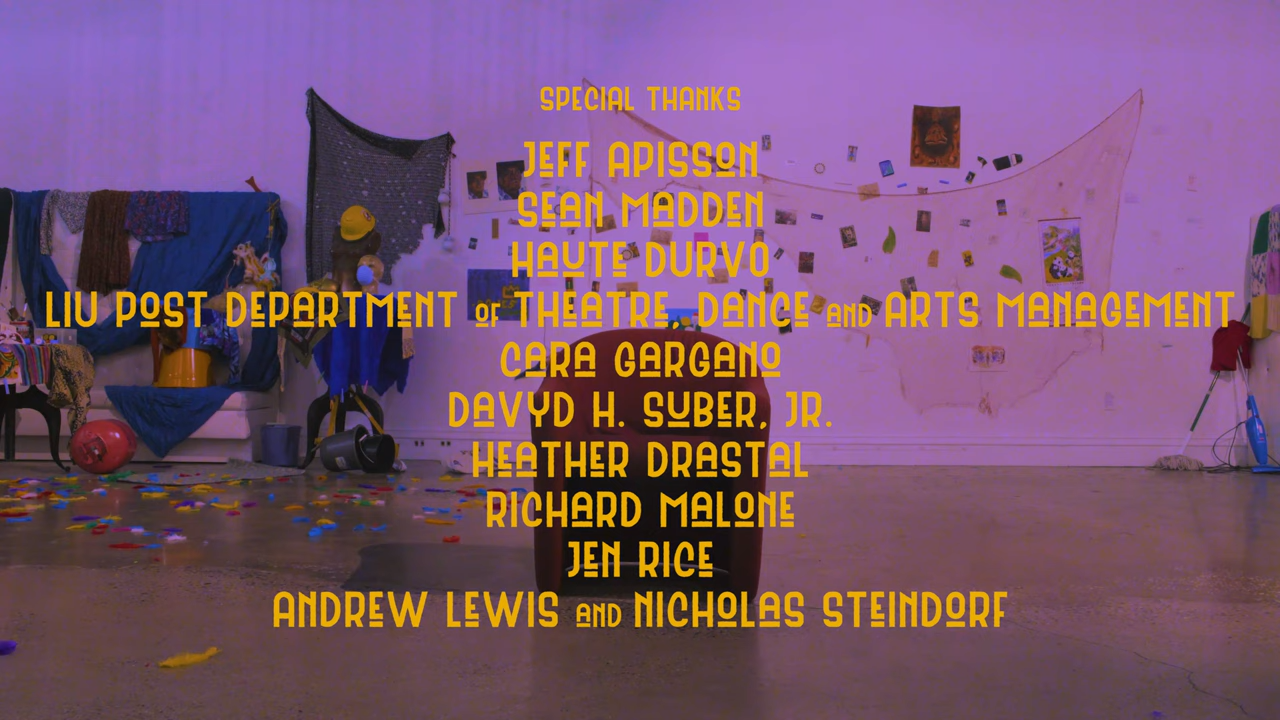 SPECIAL THANKS
JEFF APISSON
SEAN MADDEN
HAUTE DURVO
LIU POST DEPARTMENT OF THEATRE, DANCE AND ARTS MANAGEMENT
CARA GARGANO
DAVYD H. SUBER, JR.
HEATHER DRASTAL
RICHARD MALONE
JEN RICE
ANDREW LEWIS AND NICHOLAS STEINDORF